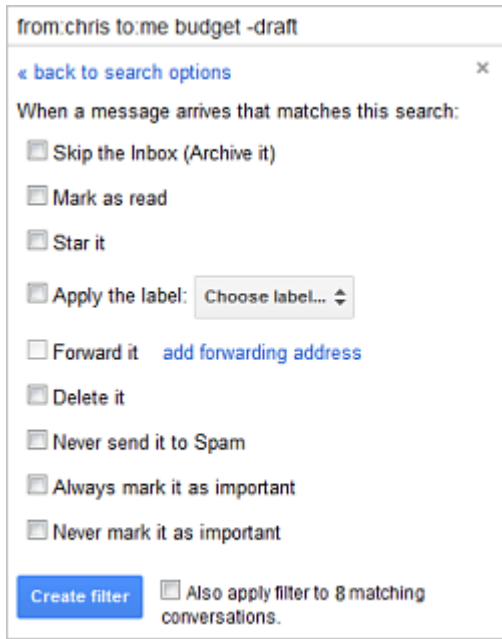 from:chris to:me budget -draft
« back to search options ×
When a message arrives that matches this search:
Skip the Inbox (Archive it)
Mark as read
Star it
Apply the label: Choose label...
Forward it add forwarding address
Delete it
Never send it to Spam
Always mark it as important
Never mark it as important
Create filter Also apply filter to 8 matching
conversations.